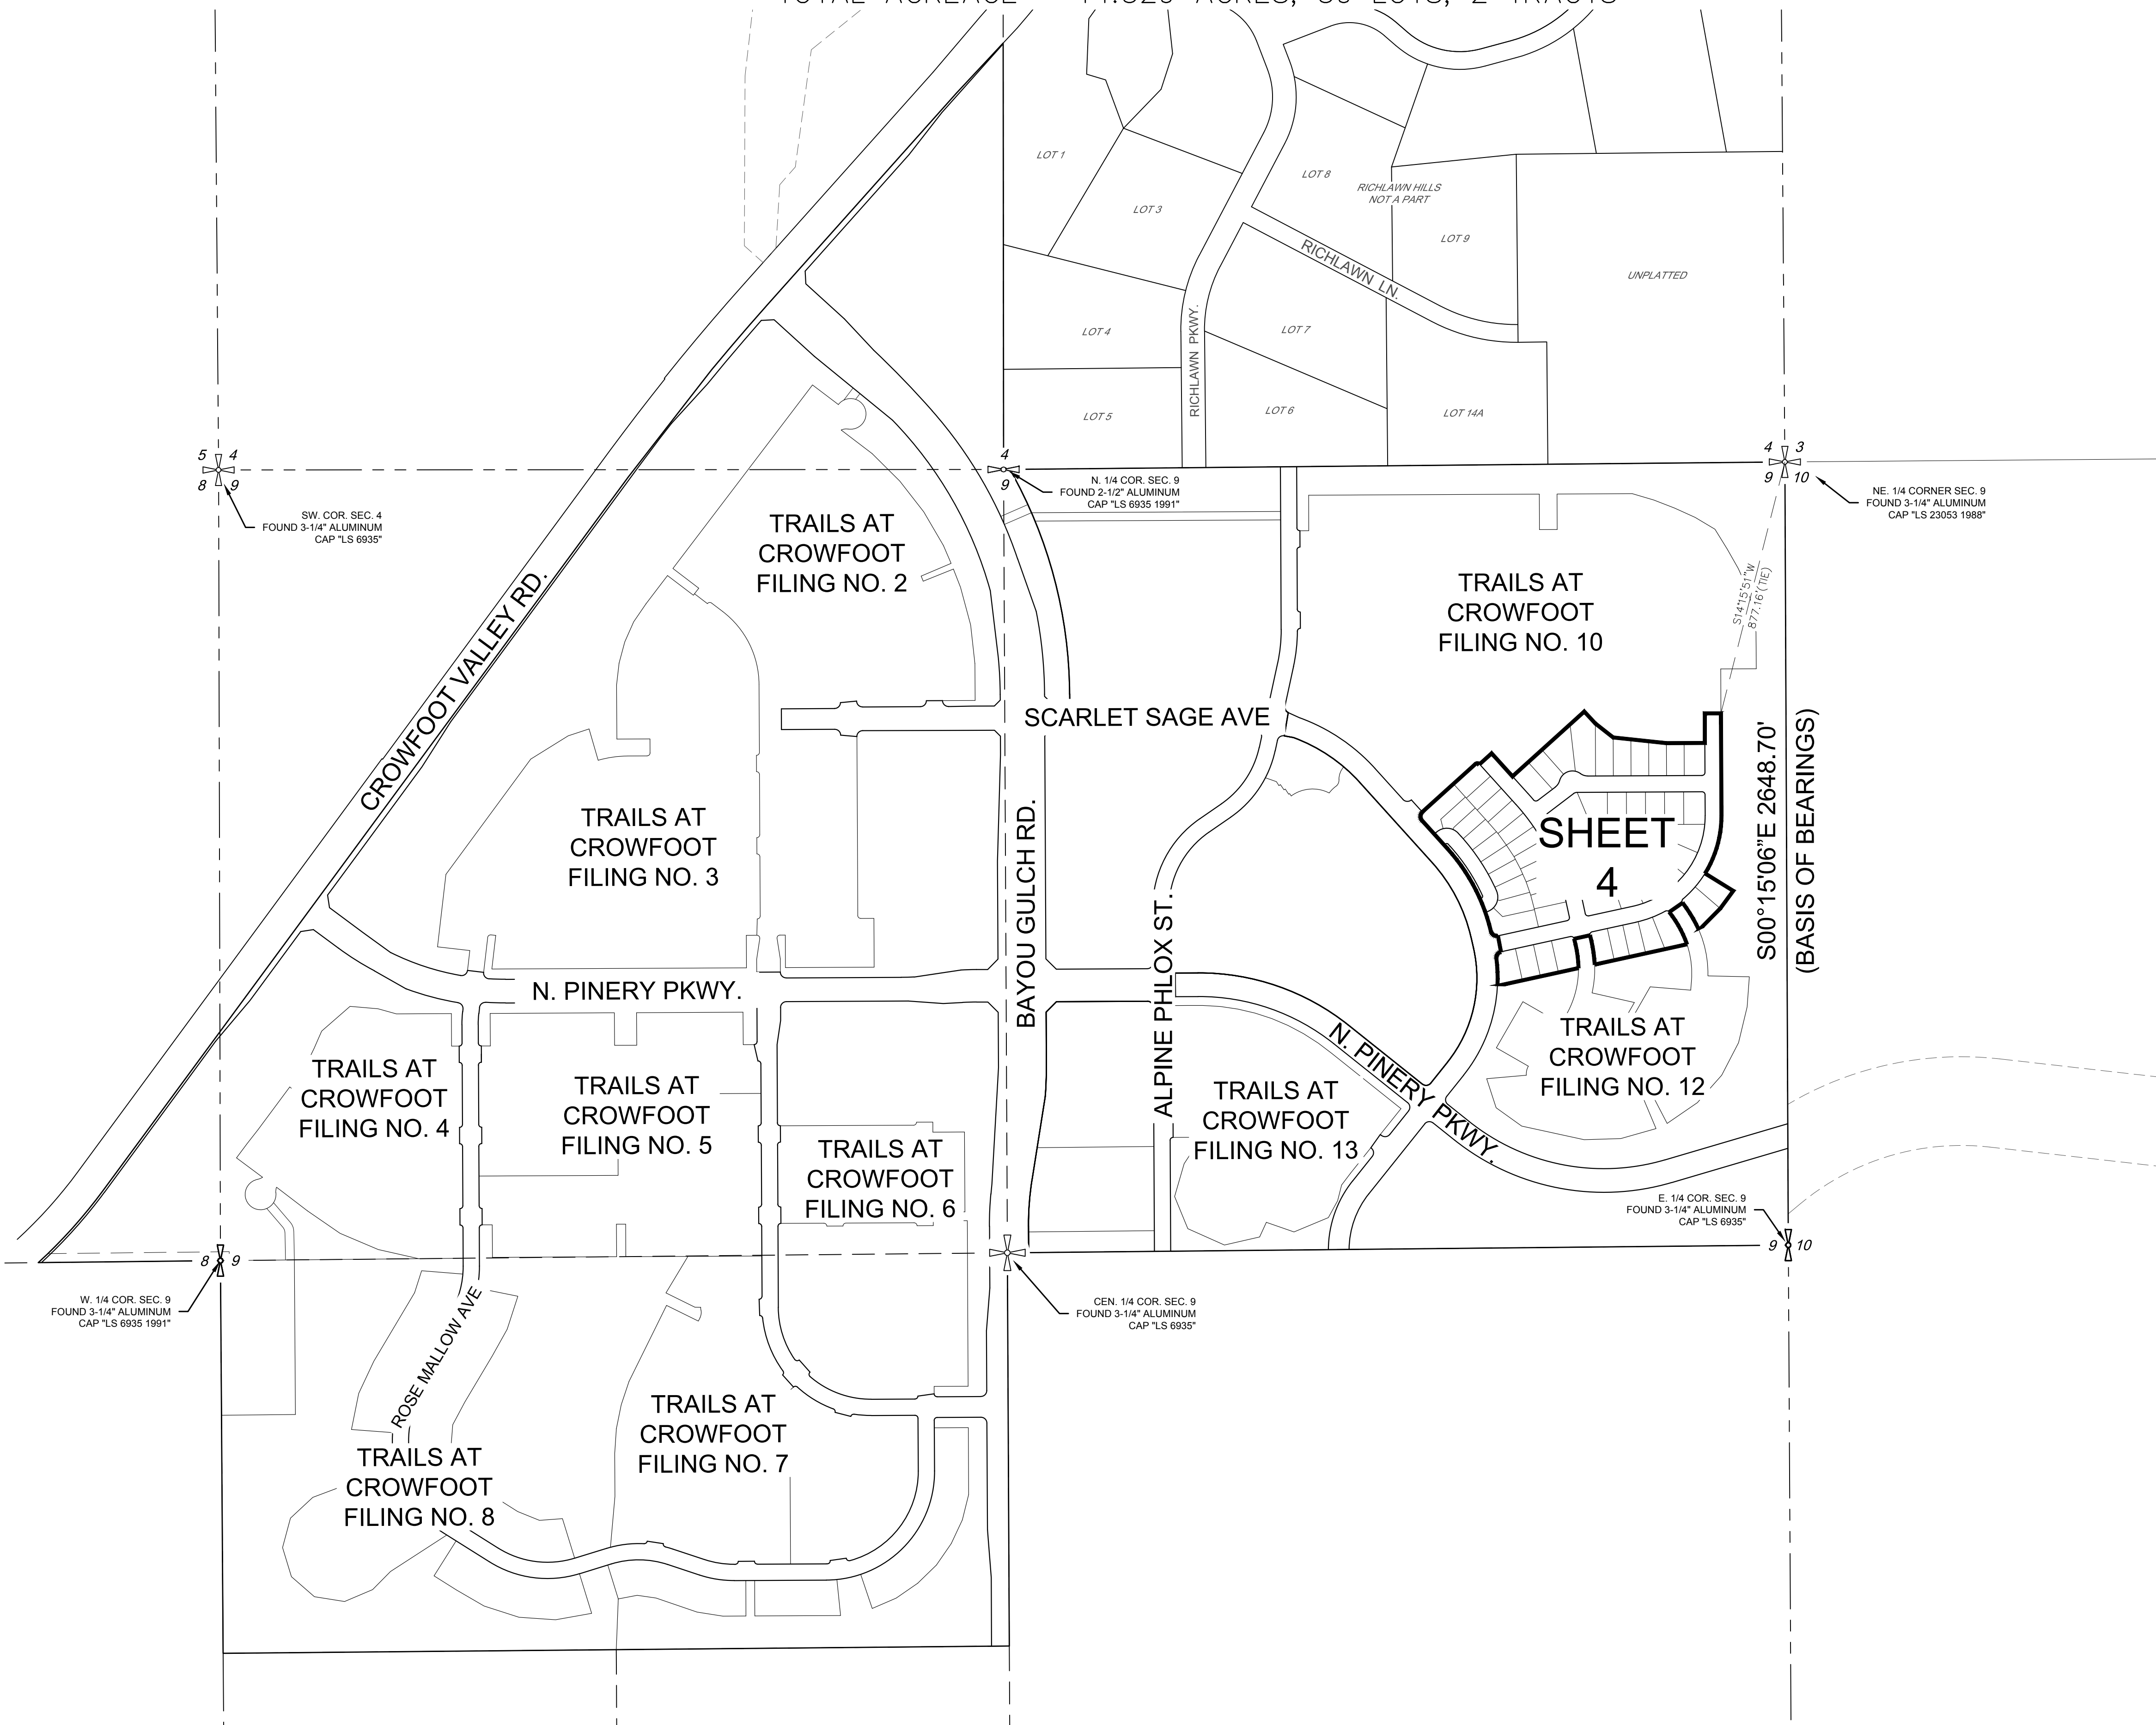 LOT 1
LOT 3
LOT 8
RICHLAWN HILLS
NOT A PART
LOT 9
RICHLAWN LN.
UNPLATTED
LOT 4
RICHLAWN PKWY.
LOT 7
LOT 5
LOT 6
LOT 14A
5 4
8 9
SW. COR. SEC. 4
FOUND 3-1/4" ALUMINUM
CAP "LS 6935"
4
9
N. 1/4 COR. SEC. 9
FOUND 2-1/2" ALUMINUM
CAP "LS 6935 1991"
4 3
9 10
NE. 1/4 CORNER SEC. 9
FOUND 3-1/4" ALUMINUM
CAP "LS 23053 1988"
TRAILS AT
CROWFOOT
FILING NO. 2
TRAILS AT
CROWFOOT
FILING NO. 10
S14°15'51"W
877.16'(TIE)
CROWFOOT VALLEY RD.
SCARLET SAGE AVE
S00°15'06"E 2648.70'
(BASIS OF BEARINGS)
SHEET
4
TRAILS AT
CROWFOOT
FILING NO. 3
BAYOU GULCH RD.
ALPINE PHLOX ST.
N. PINERY PKWY.
N. PINERY PKWY.
TRAILS AT
CROWFOOT
FILING NO. 12
TRAILS AT
CROWFOOT
FILING NO. 4
TRAILS AT
CROWFOOT
FILING NO. 5
TRAILS AT
CROWFOOT
FILING NO. 6
TRAILS AT
CROWFOOT
FILING NO. 13
E. 1/4 COR. SEC. 9
FOUND 3-1/4" ALUMINUM
CAP "LS 6935"
9 10
8 9
W. 1/4 COR. SEC. 9
FOUND 3-1/4" ALUMINUM
CAP "LS 6935 1991"
CEN. 1/4 COR. SEC. 9
FOUND 3-1/4" ALUMINUM
CAP "LS 6935"
ROSE MALLOW AVE
TRAILS AT
CROWFOOT
FILING NO. 7
TRAILS AT
CROWFOOT
FILING NO. 8